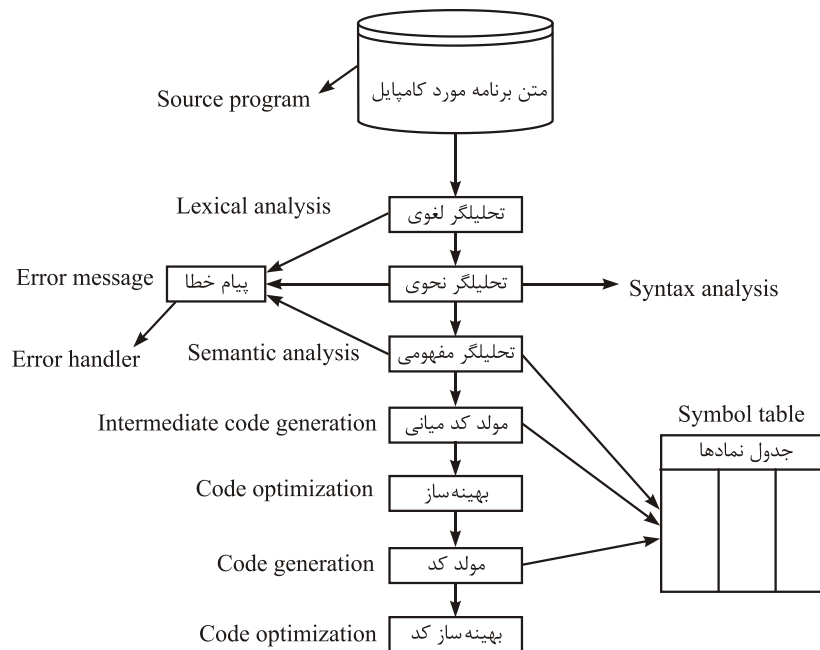 متن برنامه مورد کامپایل
Source program
Lexical analysis
تحلیلگر لغوی
Error message
پیام خطا
تحلیلگر نحوی
Syntax analysis
Error handler
Semantic analysis
تحلیلگر مفهومی
Intermediate code generation
مولد کد میانی
Symbol table
جدول نمادها
Code optimization
بهینه‌ساز
Code generation
مولد کد
Code optimization
بهینه‌ساز کد